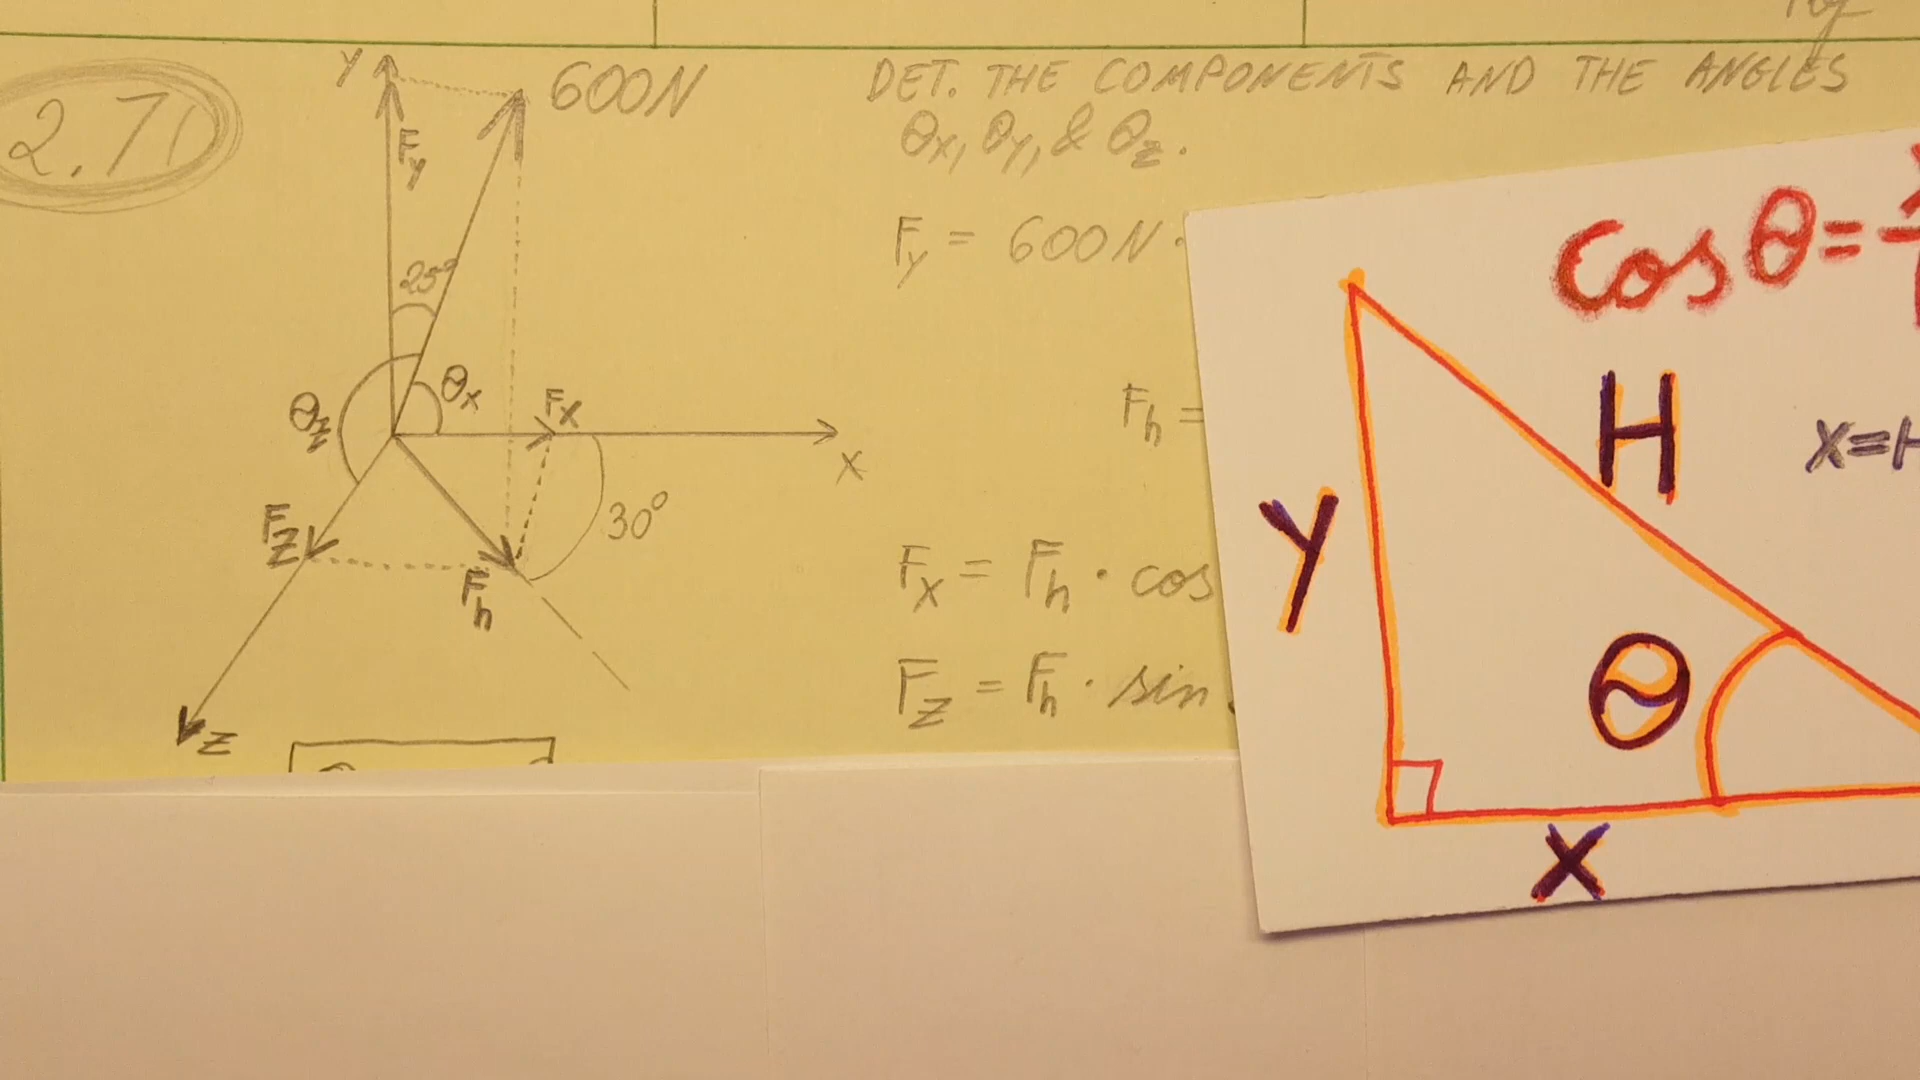 2.71
DET. THE COMPONENTS AND THE ANGLES
θx, θy, & θz.
y
600N
Fy
25°
θx
θz
Fx
x
30°
Fz
Fh
z
Fy = 600N ·
Fh =
Fx = Fh · cos
Fz = Fh · sin
cos θ =
H
x=H
y
θ
x